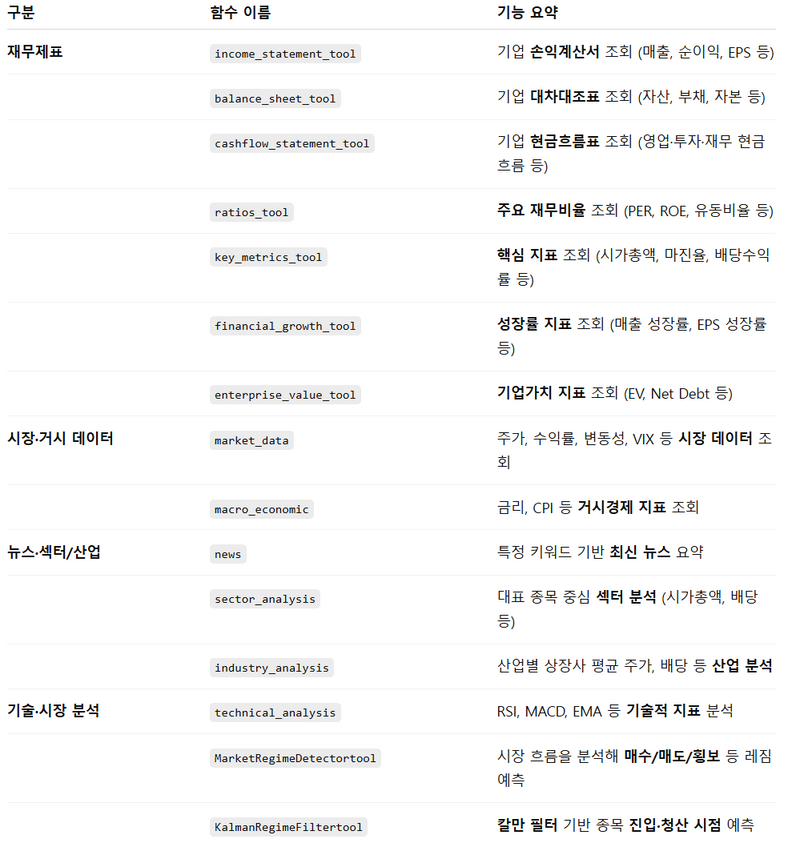 구분 함수 이름 기능 요약
재무제표 income_statement_tool 기업 손익계산서 조회 (매출, 순이익, EPS 등)
balance_sheet_tool 기업 대차대조표 조회 (자산, 부채, 자본 등)
cashflow_statement_tool 기업 현금흐름표 조회 (영업·투자·재무 현금
흐름 등)
ratios_tool 주요 재무비율 조회 (PER, ROE, 유동비율 등)
key_metrics_tool 핵심 지표 조회 (시가총액, 마진율, 배당수익
률 등)
financial_growth_tool 성장률 지표 조회 (매출 성장률, EPS 성장률
등)
enterprise_value_tool 기업가치 지표 조회 (EV, Net Debt 등)
시장·거시 데이터 market_data 주가, 수익률, 변동성, VIX 등 시장 데이터 조
회
macro_economic 금리, CPI 등 거시경제 지표 조회
뉴스·섹터/산업 news 특정 키워드 기반 최신 뉴스 요약
sector_analysis 대표 종목 중심 섹터 분석 (시가총액, 배당
등)
industry_analysis 산업별 상장사 평균 주가, 배당 등 산업 분석
기술·시장 분석 technical_analysis RSI, MACD, EMA 등 기술적 지표 분석
MarketRegimeDetectortool 시장 흐름을 분석해 매수/매도/횡보 등 레짐
예측
KalmanRegimeFiltertool 칼만 필터 기반 종목 진입·청산 시점 예측